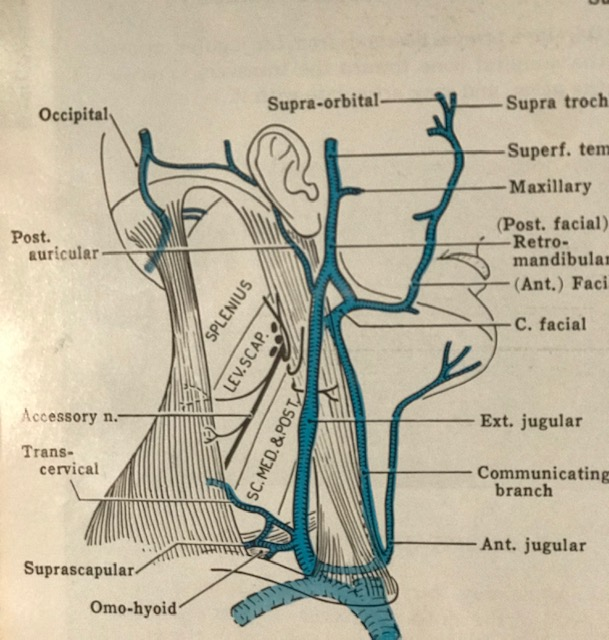 Su
Occipital
Supra-orbital
Supra troch
Superf. tem
Maxillary
(Post. facial)
Retro-
mandibular
(Ant.) Faci
C. facial
Post.
auricular
SPLENIUS
LEV. SCAP.
SC. MED. & POST.
Accessory n.
Trans-
cervical
Ext. jugular
Communicating
branch
Ant. jugular
Suprascapular
Omo-hyoid